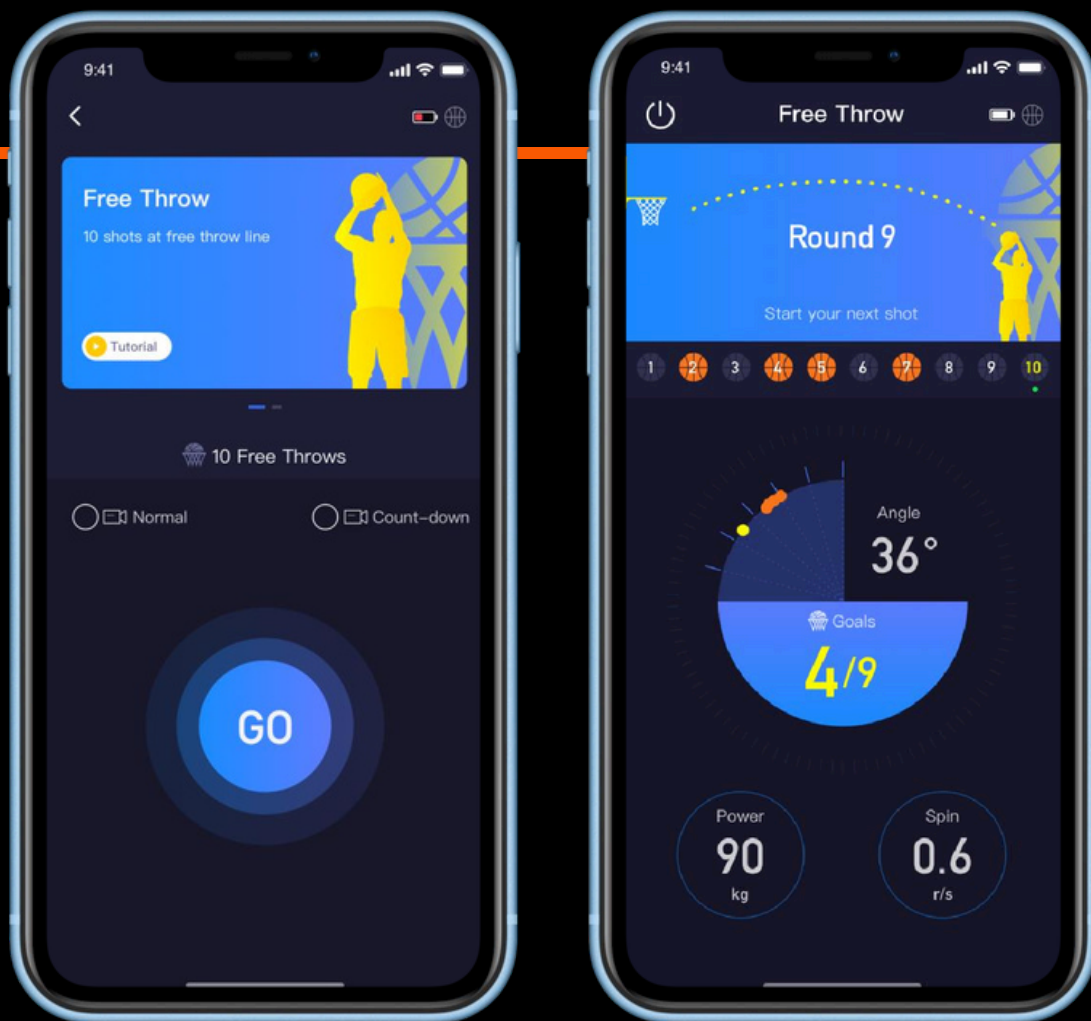 9:41
Free Throw
10 shots at free throw line
Tutorial
10 Free Throws
Normal
Count-down
GO
9:41
Free Throw
Round 9
Start your next shot
1 2 3 4 5 6 7 8 9 10
Angle
36°
Goals
4/9
Power
90
kg
Spin
0.6
r/s